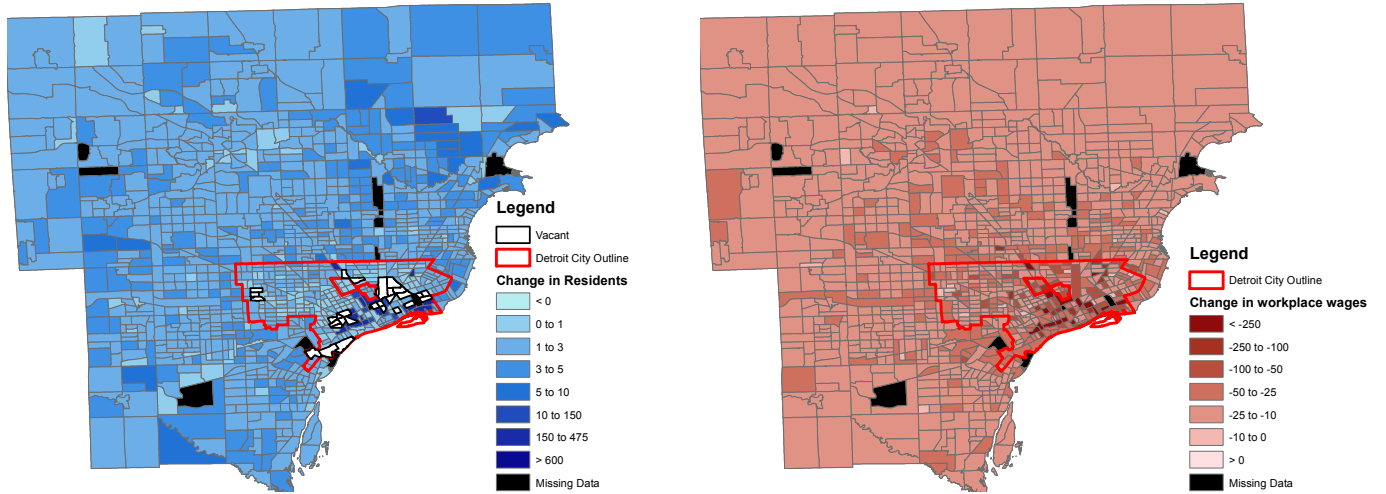 Legend
Vacant
Detroit City Outline
Change in Residents
< 0
0 to 1
1 to 3
3 to 5
5 to 10
10 to 150
150 to 475
> 600
Missing Data
Legend
Detroit City Outline
Change in workplace wages
< -250
-250 to -100
-100 to -50
-50 to -25
-25 to -10
-10 to 0
> 0
Missing Data